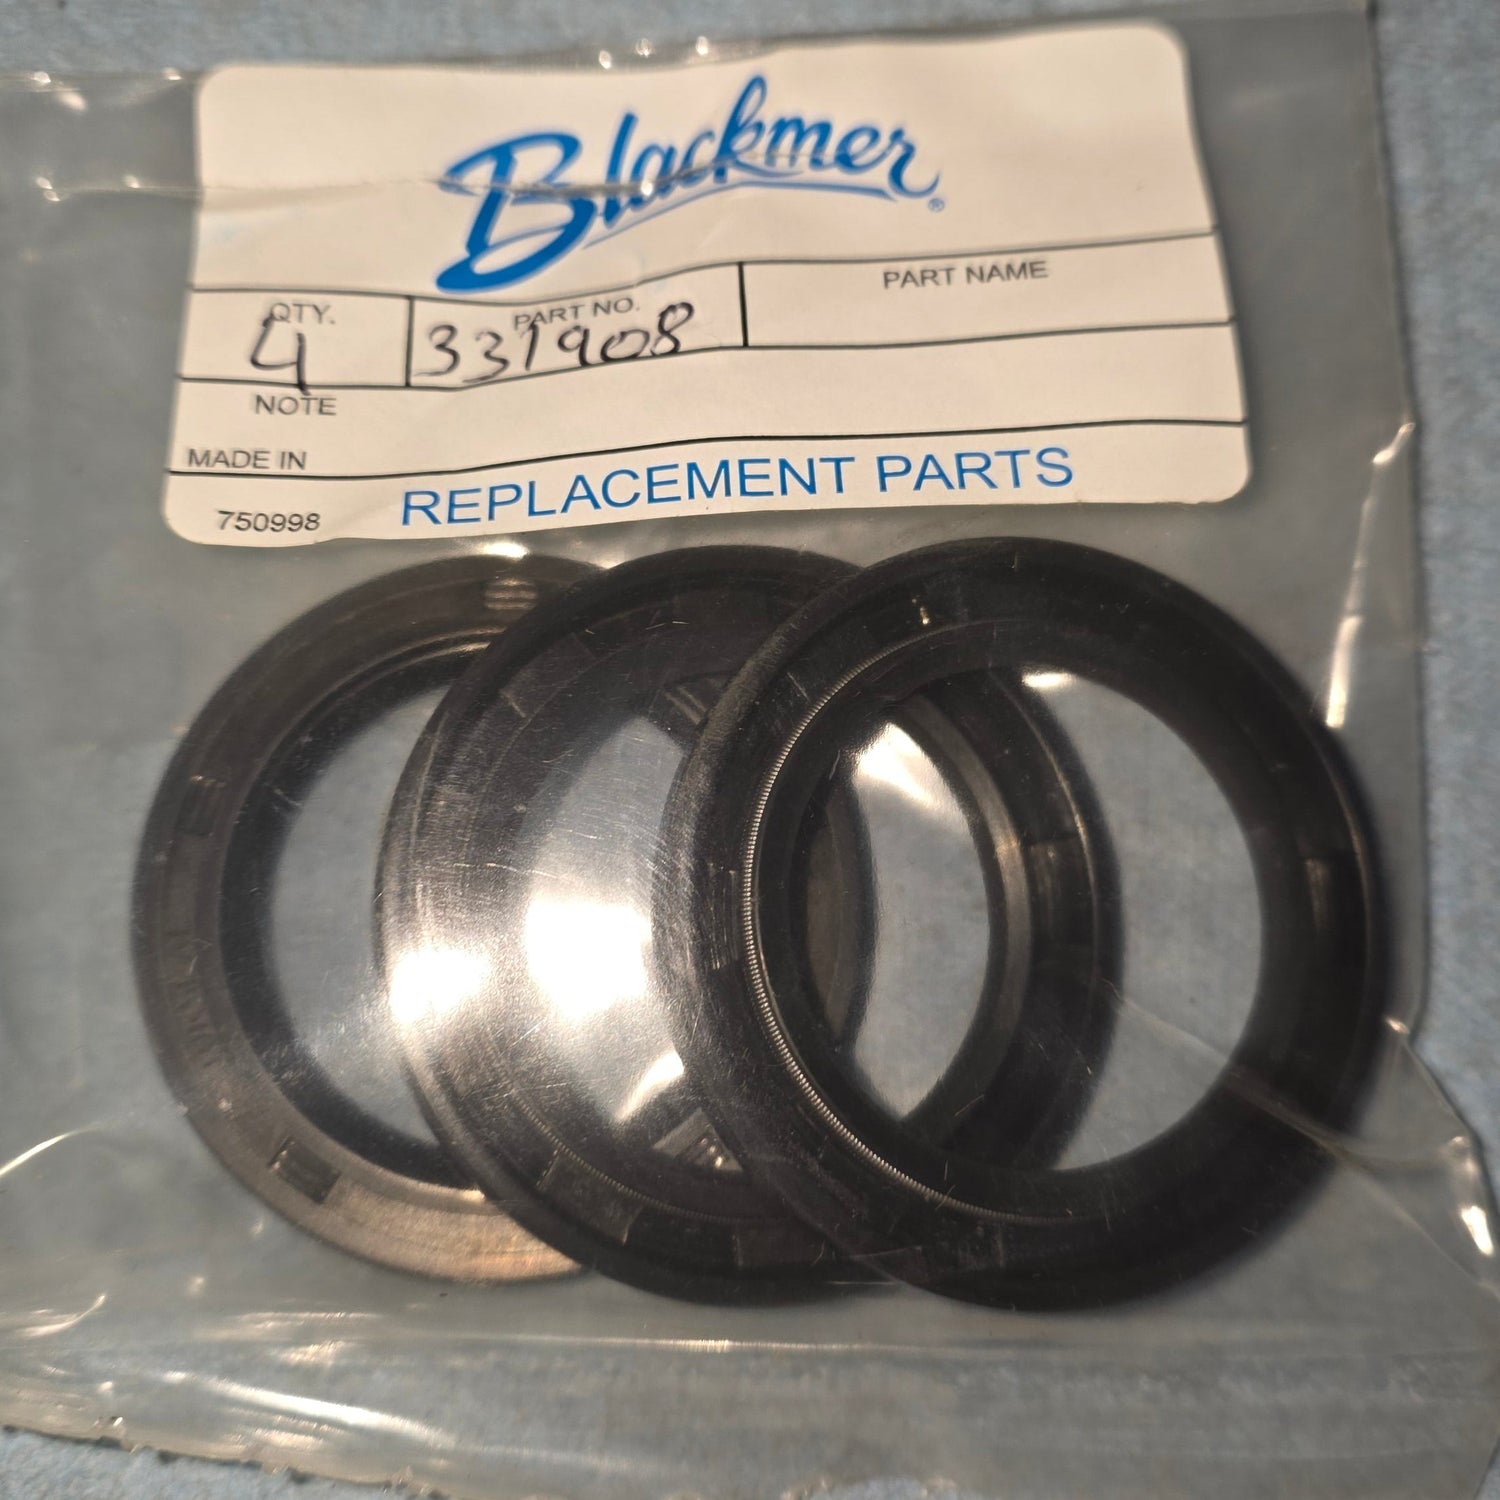 Blackmer®
QTY. PART NO. PART NAME
4 331908
NOTE
MADE IN
750998 REPLACEMENT PARTS